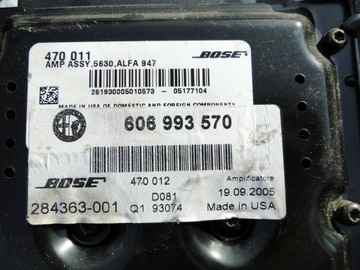 470 011
AMP ASSY,5630,ALFA 947
BOSE
261930005010573 -- 05177104
MADE IN USA OF DOMESTIC AND FOREIGN COMPONENTS
606 993 570
BOSE
470 012
Amplificatore
284363-001
D081
19.09.2005
Q1 93074
Made in USA